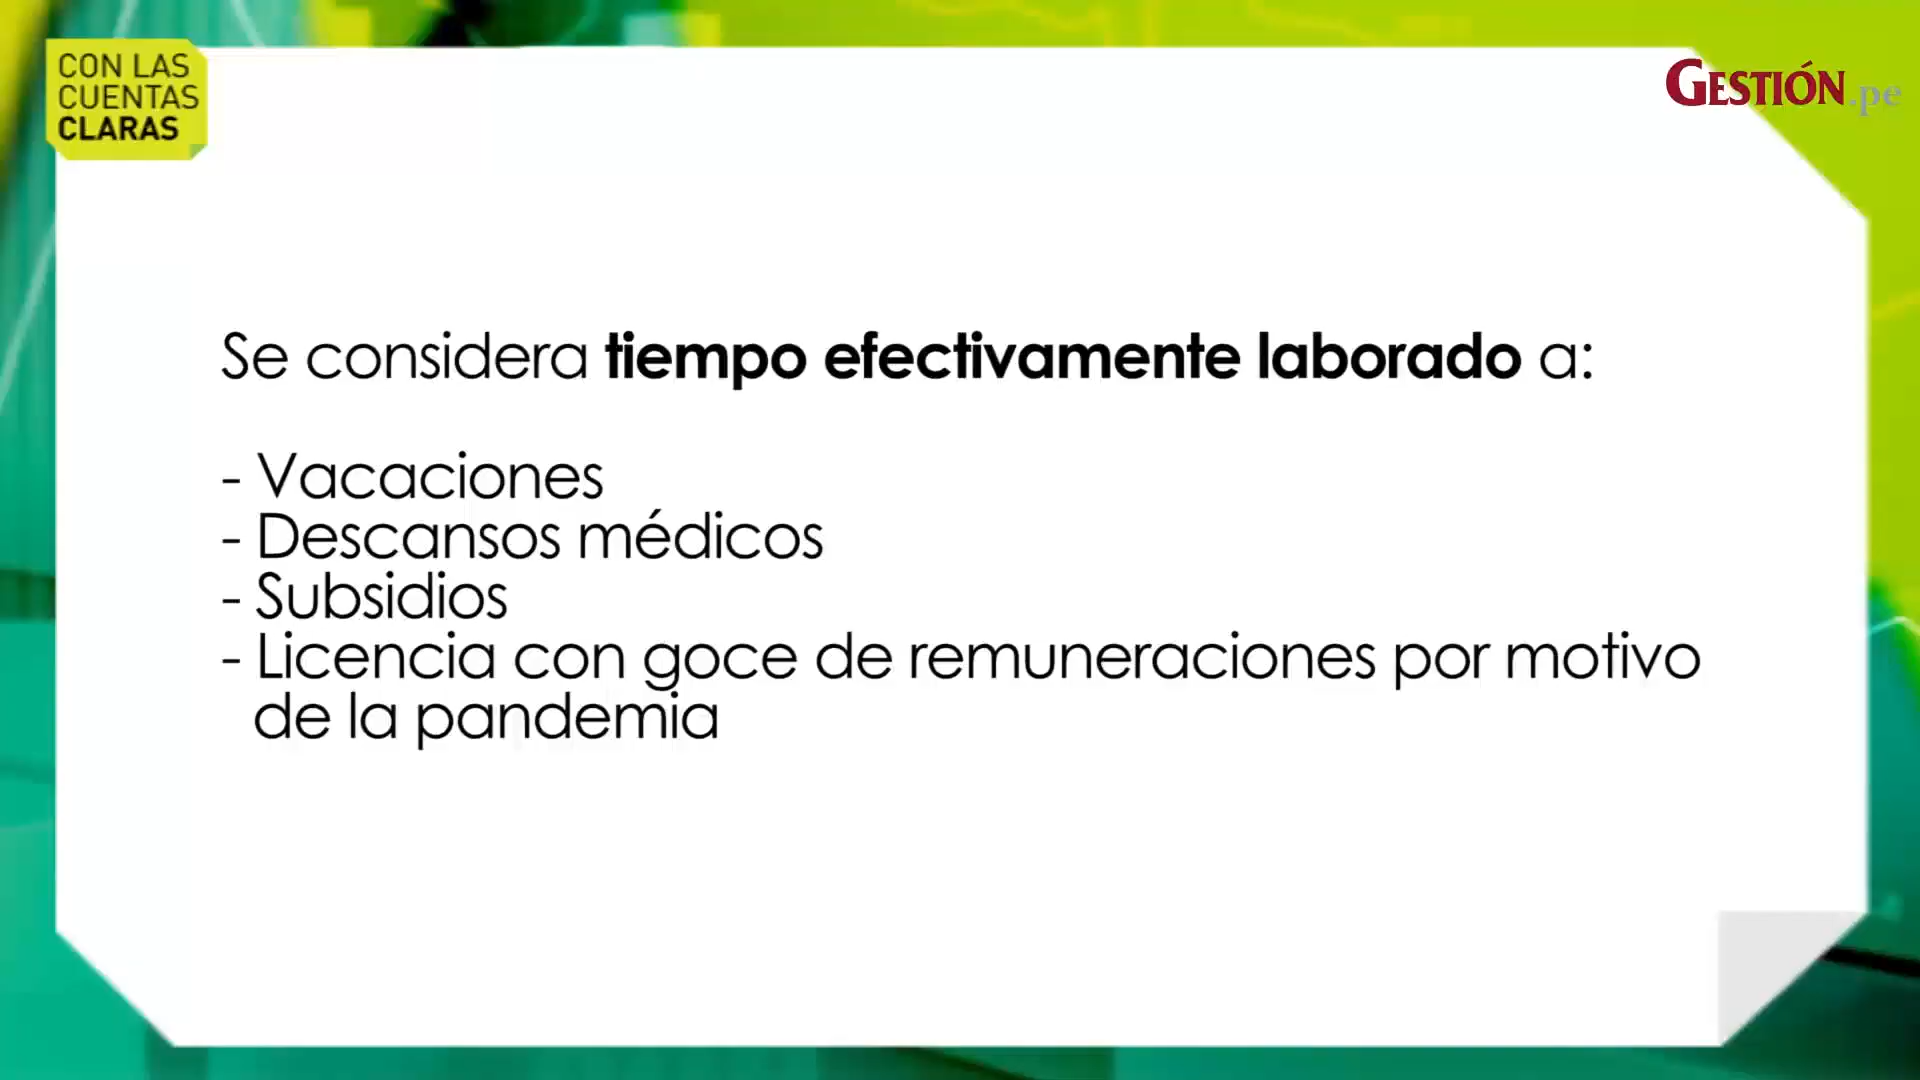 CON LAS
CUENTAS
CLARAS
GESTIÓN.pe
Se considera tiempo efectivamente laborado a:
- Vacaciones
- Descansos médicos
- Subsidios
- Licencia con goce de remuneraciones por motivo
de la pandemia